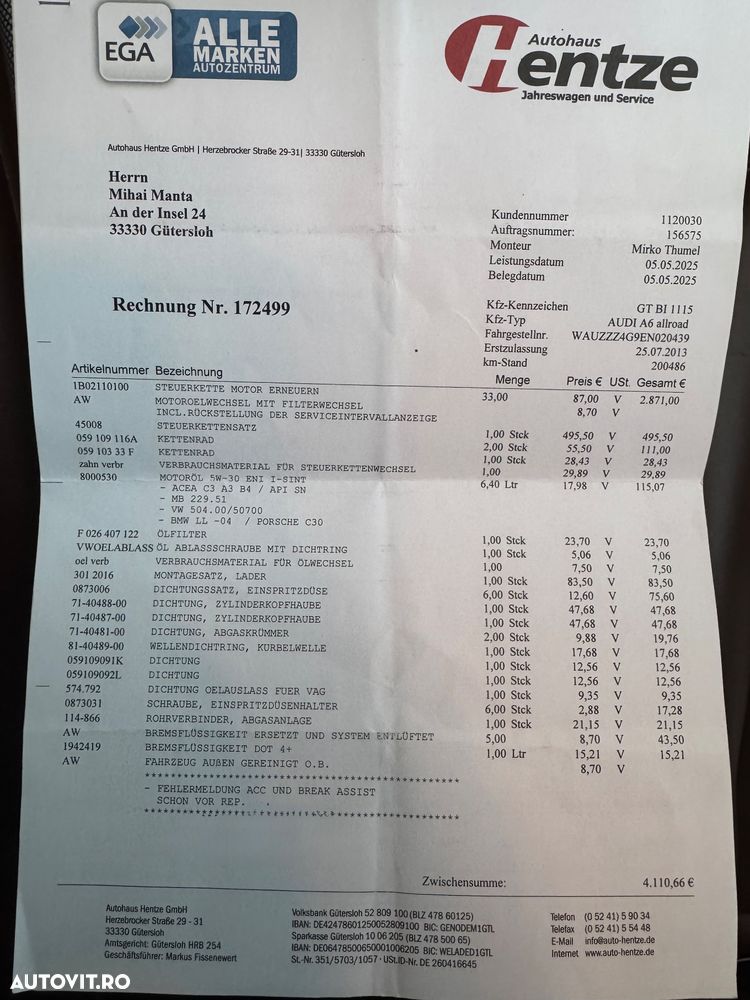 EGA
ALLE
MARKEN
AUTOZENTRUM
Autohaus
Hentze
Jahreswagen und Service
Autohaus Hentze GmbH | Herzebrocker Straße 29-31| 33330 Gütersloh
Herrn
Mihai Manta
An der Insel 24
33330 Gütersloh
Kundennummer 1120030
Auftragsnummer: 156575
Monteur Mirko Thumel
Leistungsdatum 05.05.2025
Belegdatum 05.05.2025
Rechnung Nr. 172499
Kfz-Kennzeichen GT BI 1115
Kfz-Typ AUDI A6 allroad
Fahrgestellnr. WAUZZZ4G9EN020439
Erstzulassung 25.07.2013
km-Stand 200486
Artikelnummer Bezeichnung Menge Preis € USt. Gesamt €
1B02110100 STEUERKETTE MOTOR ERNEUERN 33,00 87,00 V 2.871,00
AW MOTOROELWECHSEL MIT FILTERWECHSEL 8,70 V
INCL.RÜCKSTELLUNG DER SERVICEINTERVALLANZEIGE
45008 STEUERKETTENSATZ 1,00 Stck 495,50 V 495,50
059 109 116A KETTENRAD 2,00 Stck 55,50 V 111,00
059 103 33 F KETTENRAD 1,00 Stck 28,43 V 28,43
zahn verbr VERBRAUCHSMATERIAL FÜR STEUERKETTENWECHSEL 1,00 29,89 V 29,89
8000530 MOTORÖL 5W-30 ENI I-SINT 6,40 Ltr 17,98 V 115,07
- ACEA C3 A3 B4 / API SN
- MB 229.51
- VW 504.00/50700
- BMW LL -04 / PORSCHE C30
F 026 407 122 ÖLFILTER 1,00 Stck 23,70 V 23,70
VWOELABLASS ÖL ABLASSSCHRAUBE MIT DICHTRING 1,00 Stck 5,06 V 5,06
oel verb VERBRAUCHSMATERIAL FÜR ÖLWECHSEL 1,00 7,50 V 7,50
301 2016 MONTAGESATZ, LADER 1,00 Stck 83,50 V 83,50
0873006 DICHTUNGSSATZ, EINSPRITZDÜSE 6,00 Stck 12,60 V 75,60
71-40488-00 DICHTUNG, ZYLINDERKOPFHAUBE 1,00 Stck 47,68 V 47,68
71-40487-00 DICHTUNG, ZYLINDERKOPFHAUBE 1,00 Stck 47,68 V 47,68
71-40481-00 DICHTUNG, ABGASKRÜMMER 2,00 Stck 9,88 V 19,76
81-40489-00 WELLENDICHTRING, KURBELWELLE 1,00 Stck 17,68 V 17,68
059109091K DICHTUNG 1,00 Stck 12,56 V 12,56
059109092L DICHTUNG 1,00 Stck 12,56 V 12,56
574.792 DICHTUNG OELAUSLASS FUER VAG 1,00 Stck 9,35 V 9,35
0873031 SCHRAUBE, EINSPRITZDÜSENHALTER 6,00 Stck 2,88 V 17,28
114-866 ROHRVERBINDER, ABGASANLAGE 1,00 Stck 21,15 V 21,15
AW BREMSFLÜSSIGKEIT ERSETZT UND SYSTEM ENTLÜFTET 5,00 8,70 V 43,50
1942419 BREMSFLÜSSIGKEIT DOT 4+ 1,00 Ltr 15,21 V 15,21
AW FAHRZEUG AUßEN GEREINIGT O.B. 8,70 V
*********************************************
- FEHLERMELDUNG ACC UND BREAK ASSIST
SCHON VOR REP. .
*********************************************
Zwischensumme: 4.110,66 €
Autohaus Hentze GmbH
Herzebrocker Straße 29 - 31
33330 Gütersloh
Amtsgericht: Gütersloh HRB 254
Geschäftsführer: Markus Fissenewert
Volksbank Gütersloh 52 809 100 (BLZ 478 60125)
IBAN: DE42478601250052809100 BIC: GENODEM1GTL
Sparkasse Gütersloh 10 06 205 (BLZ 478 500 65)
IBAN: DE06478500650001006205 BIC: WELADED1GTL
St.-Nr. 351/5703/1057 · USt.ID-Nr. DE 260416645
Telefon (0 52 41) 5 90 34
Telefax (0 52 41) 5 54 48
E-Mail info@auto-hentze.de
Internet www.auto-hentze.de
AUTOVIT.RO